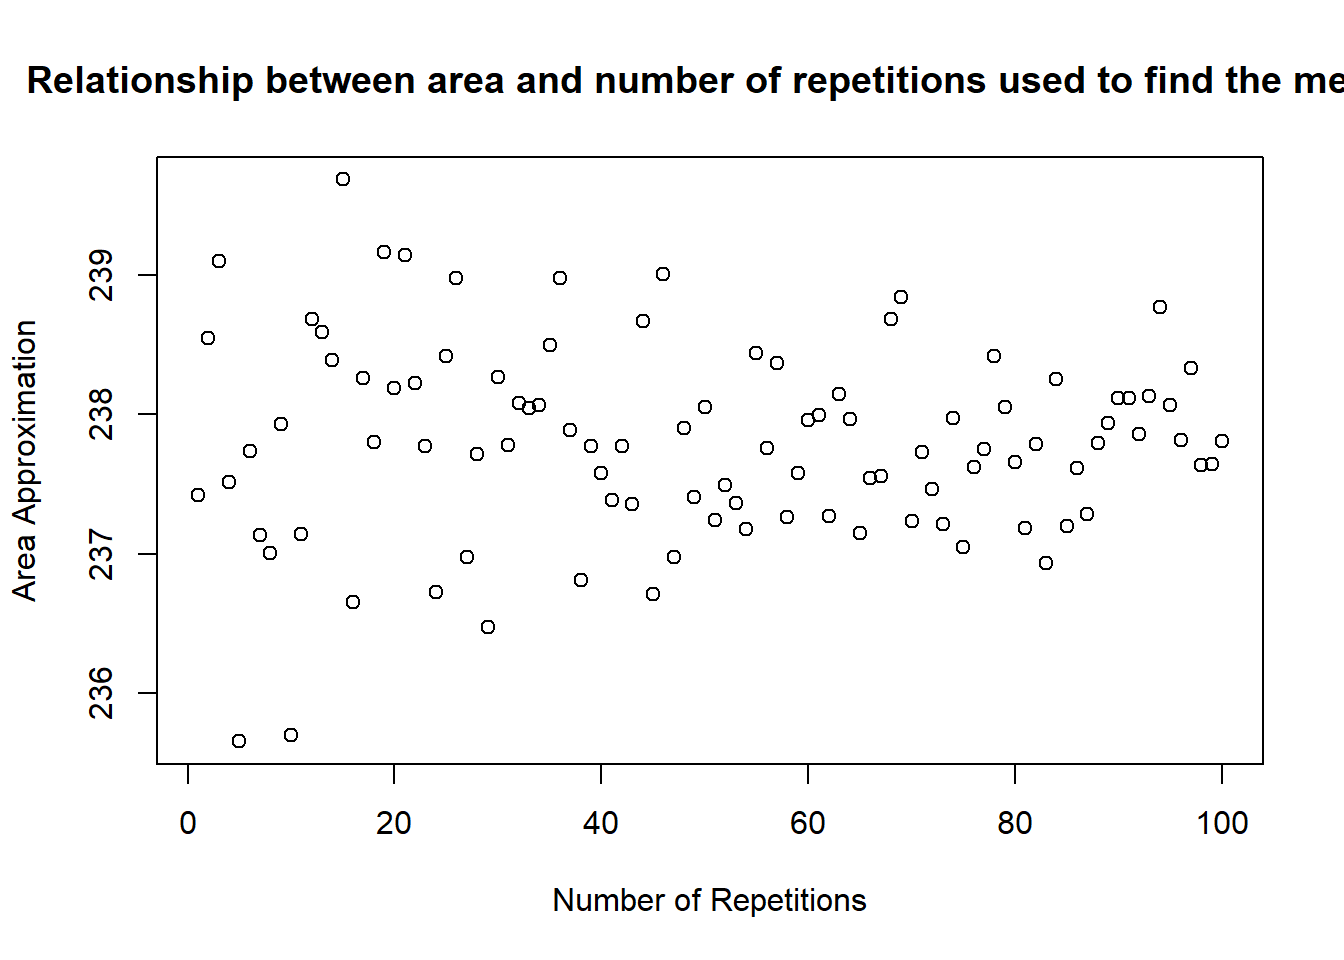 Relationship between area and number of repetitions used to find the me
Area Approximation
239
238
237
236
0 20 40 60 80 100
Number of Repetitions